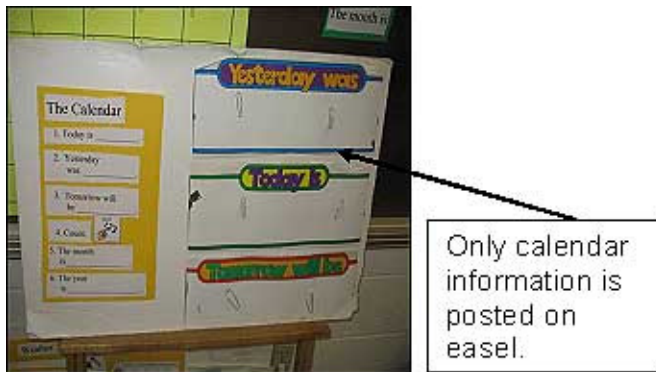 The month is
Yesterday was
The Calendar
1. Today is
2. Yesterday
was
3. Tomorrow will
be
4. Count
5. The month
is
6. The year
is
Today is
Tomorrow will be
Weather
Only calendar
information is
posted on
easel.